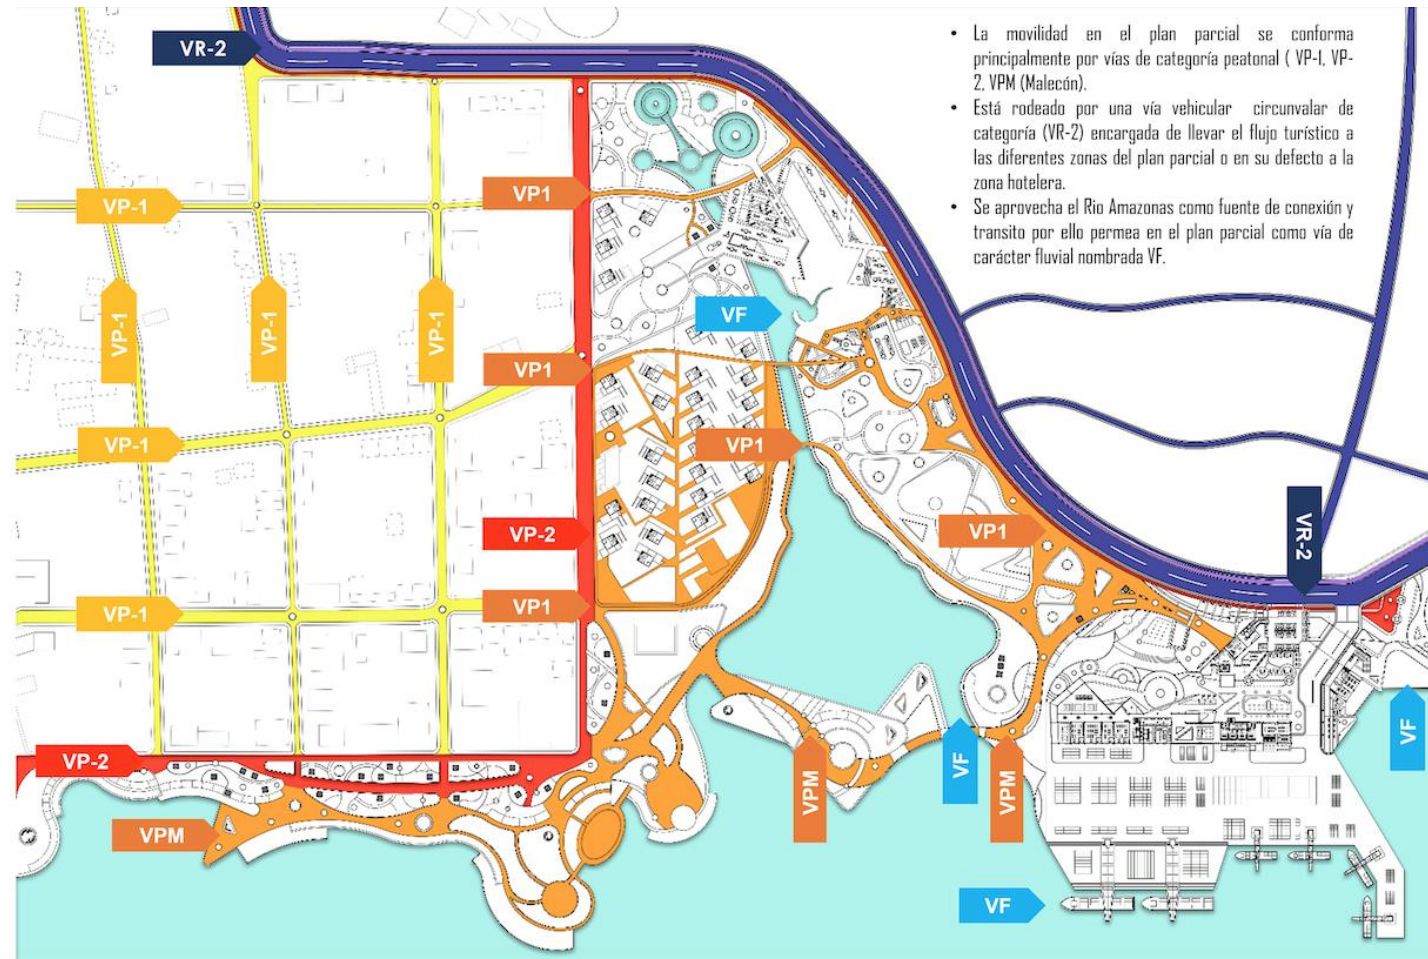 • La movilidad en el plan parcial se conforma
principalmente por vías de categoría peatonal ( VP-1, VP-
2, VPM (Malecón).
• Está rodeado por una vía vehicular circunvalar de
categoría (VR-2) encargada de llevar el flujo turístico a
las diferentes zonas del plan parcial o en su defecto a la
zona hotelera.
• Se aprovecha el Rio Amazonas como fuente de conexión y
transito por ello permea en el plan parcial como vía de
carácter fluvial nombrada VF.
VR-2
VP-1
VP1
VP-1
VP-1
VP-1
VF
VP1
VP-1
VP1
VP-2
VP1
VR-2
VP-1
VP1
VP-2
VF
VF
VPM
VPM
VPM
VF